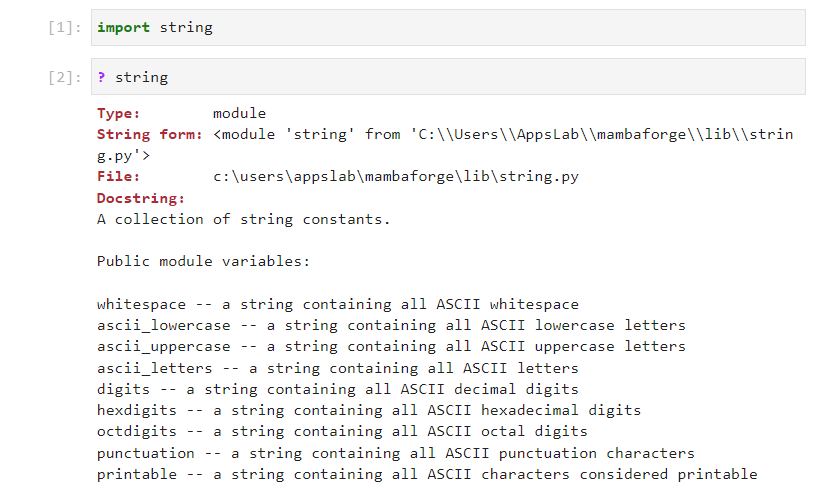 [1]: import string
[2]: ? string
Type:        module
String form: <module 'string' from 'C:\\Users\\AppsLab\\mambaforge\\lib\\strin
g.py'>
File:        c:\users\appslab\mambaforge\lib\string.py
Docstring:
A collection of string constants.
Public module variables:
whitespace -- a string containing all ASCII whitespace
ascii_lowercase -- a string containing all ASCII lowercase letters
ascii_uppercase -- a string containing all ASCII uppercase letters
ascii_letters -- a string containing all ASCII letters
digits -- a string containing all ASCII decimal digits
hexdigits -- a string containing all ASCII hexadecimal digits
octdigits -- a string containing all ASCII octal digits
punctuation -- a string containing all ASCII punctuation characters
printable -- a string containing all ASCII characters considered printable